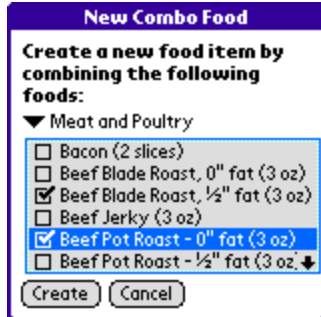 New Combo Food
Create a new food item by
combining the following
foods:
Meat and Poultry
Bacon (2 slices)
Beef Blade Roast, 0" fat (3 oz)
Beef Blade Roast, ½" fat (3 oz)
Beef Jerky (3 oz)
Beef Pot Roast - 0" fat (3 oz)
Beef Pot Roast - ½" fat (3 oz)
Create Cancel